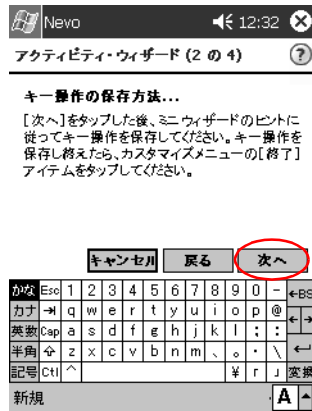 Nevo 12:32
アクティビティ・ウィザード (2 の 4) ?
キー操作の保存方法...
[次へ]をタップした後、ミニウィザードのヒントに
従ってキー操作を保存してください。キー操作を
保存し終えたら、カスタマイズメニューの[終了]
アイテムをタップしてください。
キャンセル 戻る 次へ
かな Esc 1 2 3 4 5 6 7 8 9 0 - ←BS
カナ →| q w e r t y u i o p @ ← →
英数 Cap a s d f g h j k l ; :
半角 ⇧ z x c v b n m 、 。 ・ \ ↵
記号 Ctl ^ ¥ 「 」 変換
新規 A